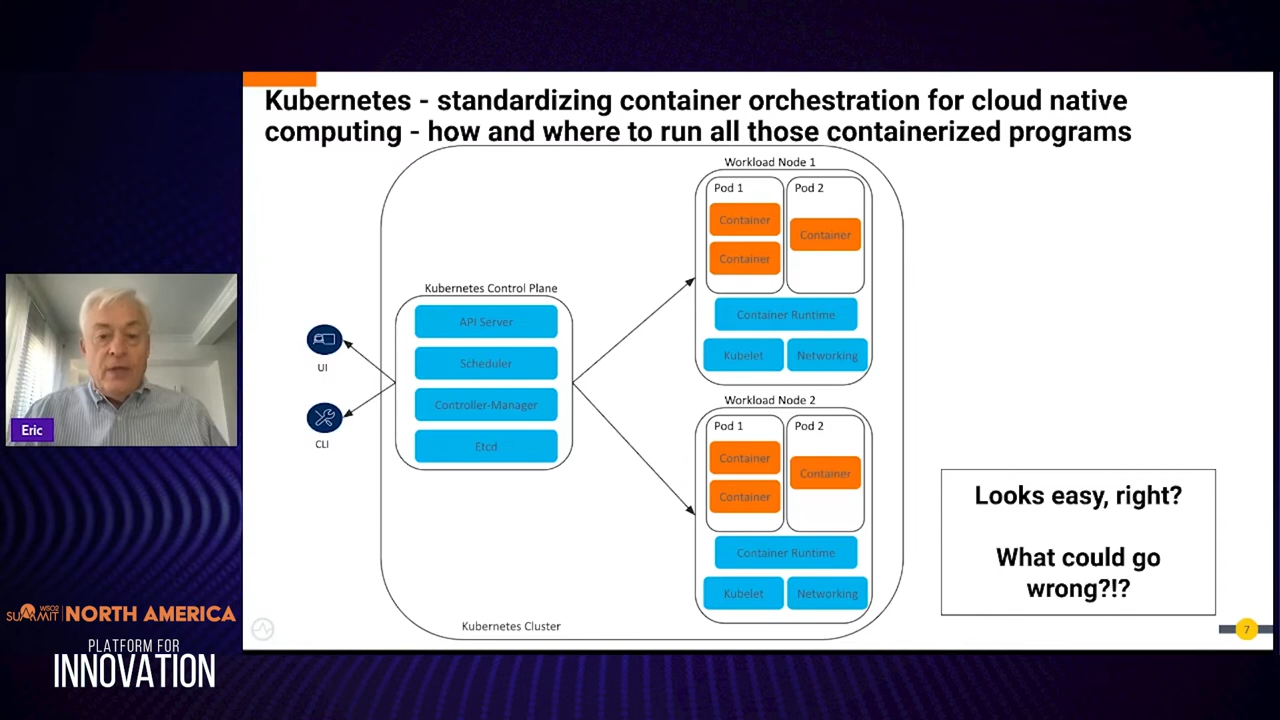 Kubernetes - standardizing container orchestration for cloud native
computing - how and where to run all those containerized programs
Workload Node 1
Pod 1
Pod 2
Container
Container
Container
Container Runtime
Kubelet
Networking
Kubernetes Control Plane
API Server
Scheduler
Controller-Manager
Etcd
UI
CLI
Workload Node 2
Pod 1
Pod 2
Container
Container
Container
Container Runtime
Kubelet
Networking
Kubernetes Cluster
Looks easy, right?
What could go
wrong?!?
7
Eric
WSO2
SUMMIT NORTH AMERICA
PLATFORM FOR
INNOVATION